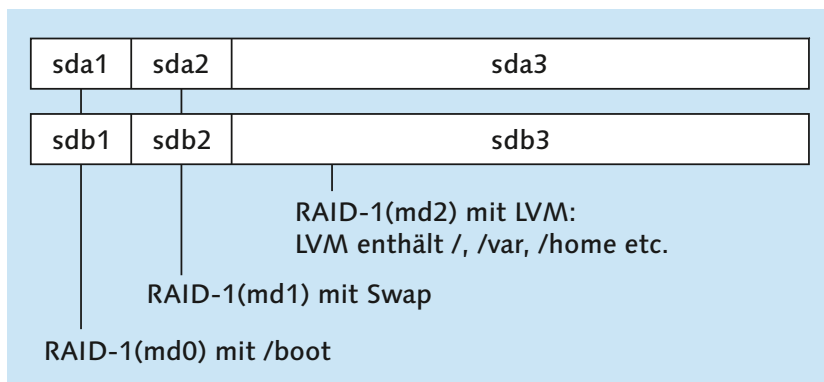 sda1 sda2 sda3
sdb1 sdb2 sdb3
RAID-1(md2) mit LVM:
LVM enthält /, /var, /home etc.
RAID-1(md1) mit Swap
RAID-1(md0) mit /boot